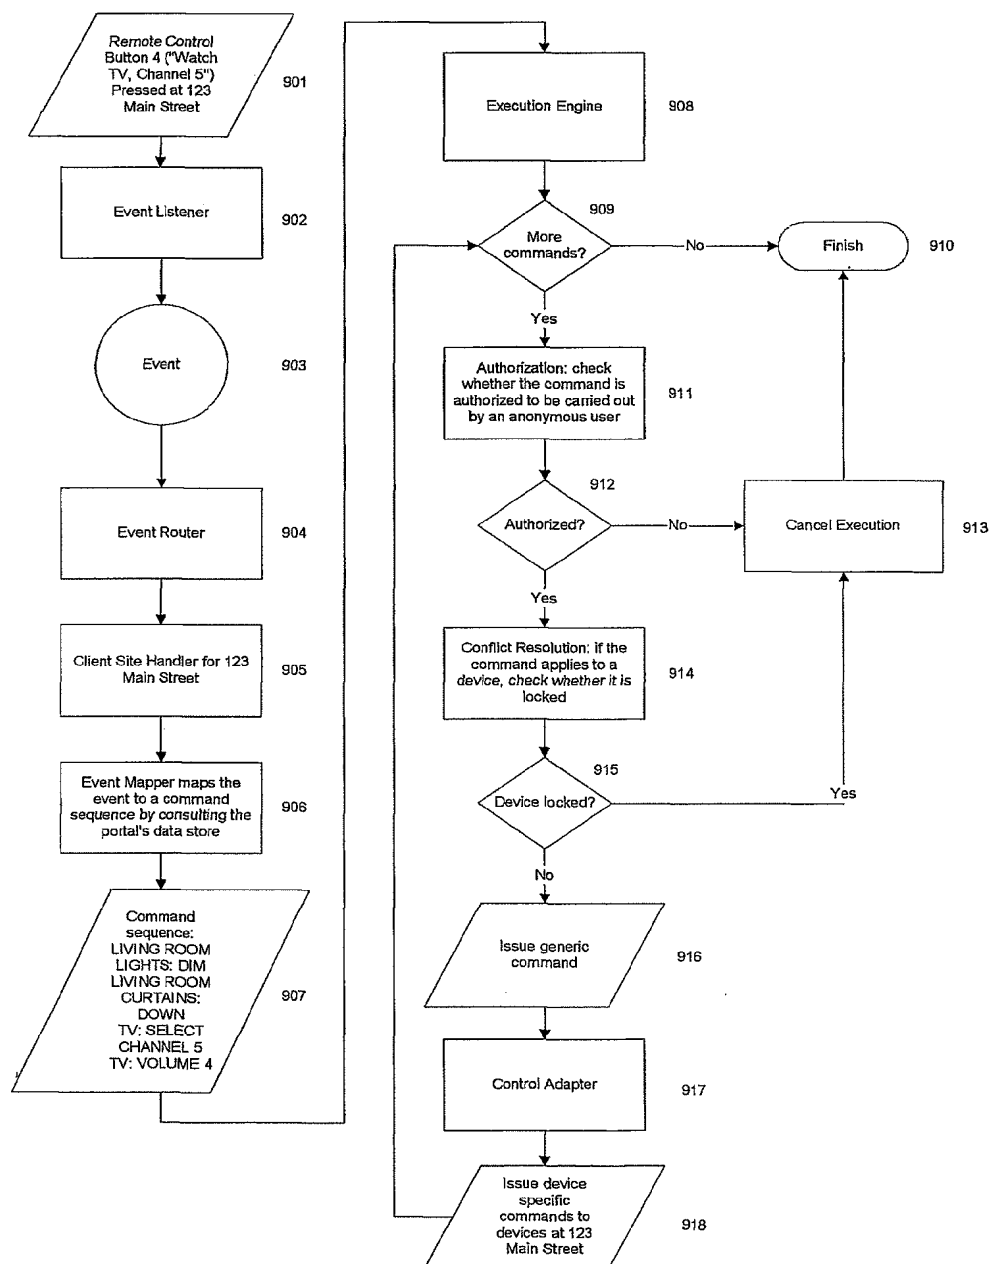 Remote Control
Button 4 ("Watch
TV, Channel 5")
Pressed at 123
Main Street
901
Event Listener
902
Event
903
Event Router
904
Client Site Handler for 123
Main Street
905
Event Mapper maps the
event to a command
sequence by consulting the
portal's data store
906
Command
sequence:
LIVING ROOM
LIGHTS: DIM
LIVING ROOM
CURTAINS:
DOWN
TV: SELECT
CHANNEL 5
TV: VOLUME 4
907
Execution Engine
908
909
More
commands?
No
Finish
910
Yes
Authorization: check
whether the command is
authorized to be carried out
by an anonymous user
911
912
Authorized?
No
Cancel Execution
913
Yes
Conflict Resolution: if the
command applies to a
device, check whether it is
locked
914
915
Device locked?
Yes
No
Issue generic
command
916
Control Adapter
917
Issue device
specific
commands to
devices at 123
Main Street
918